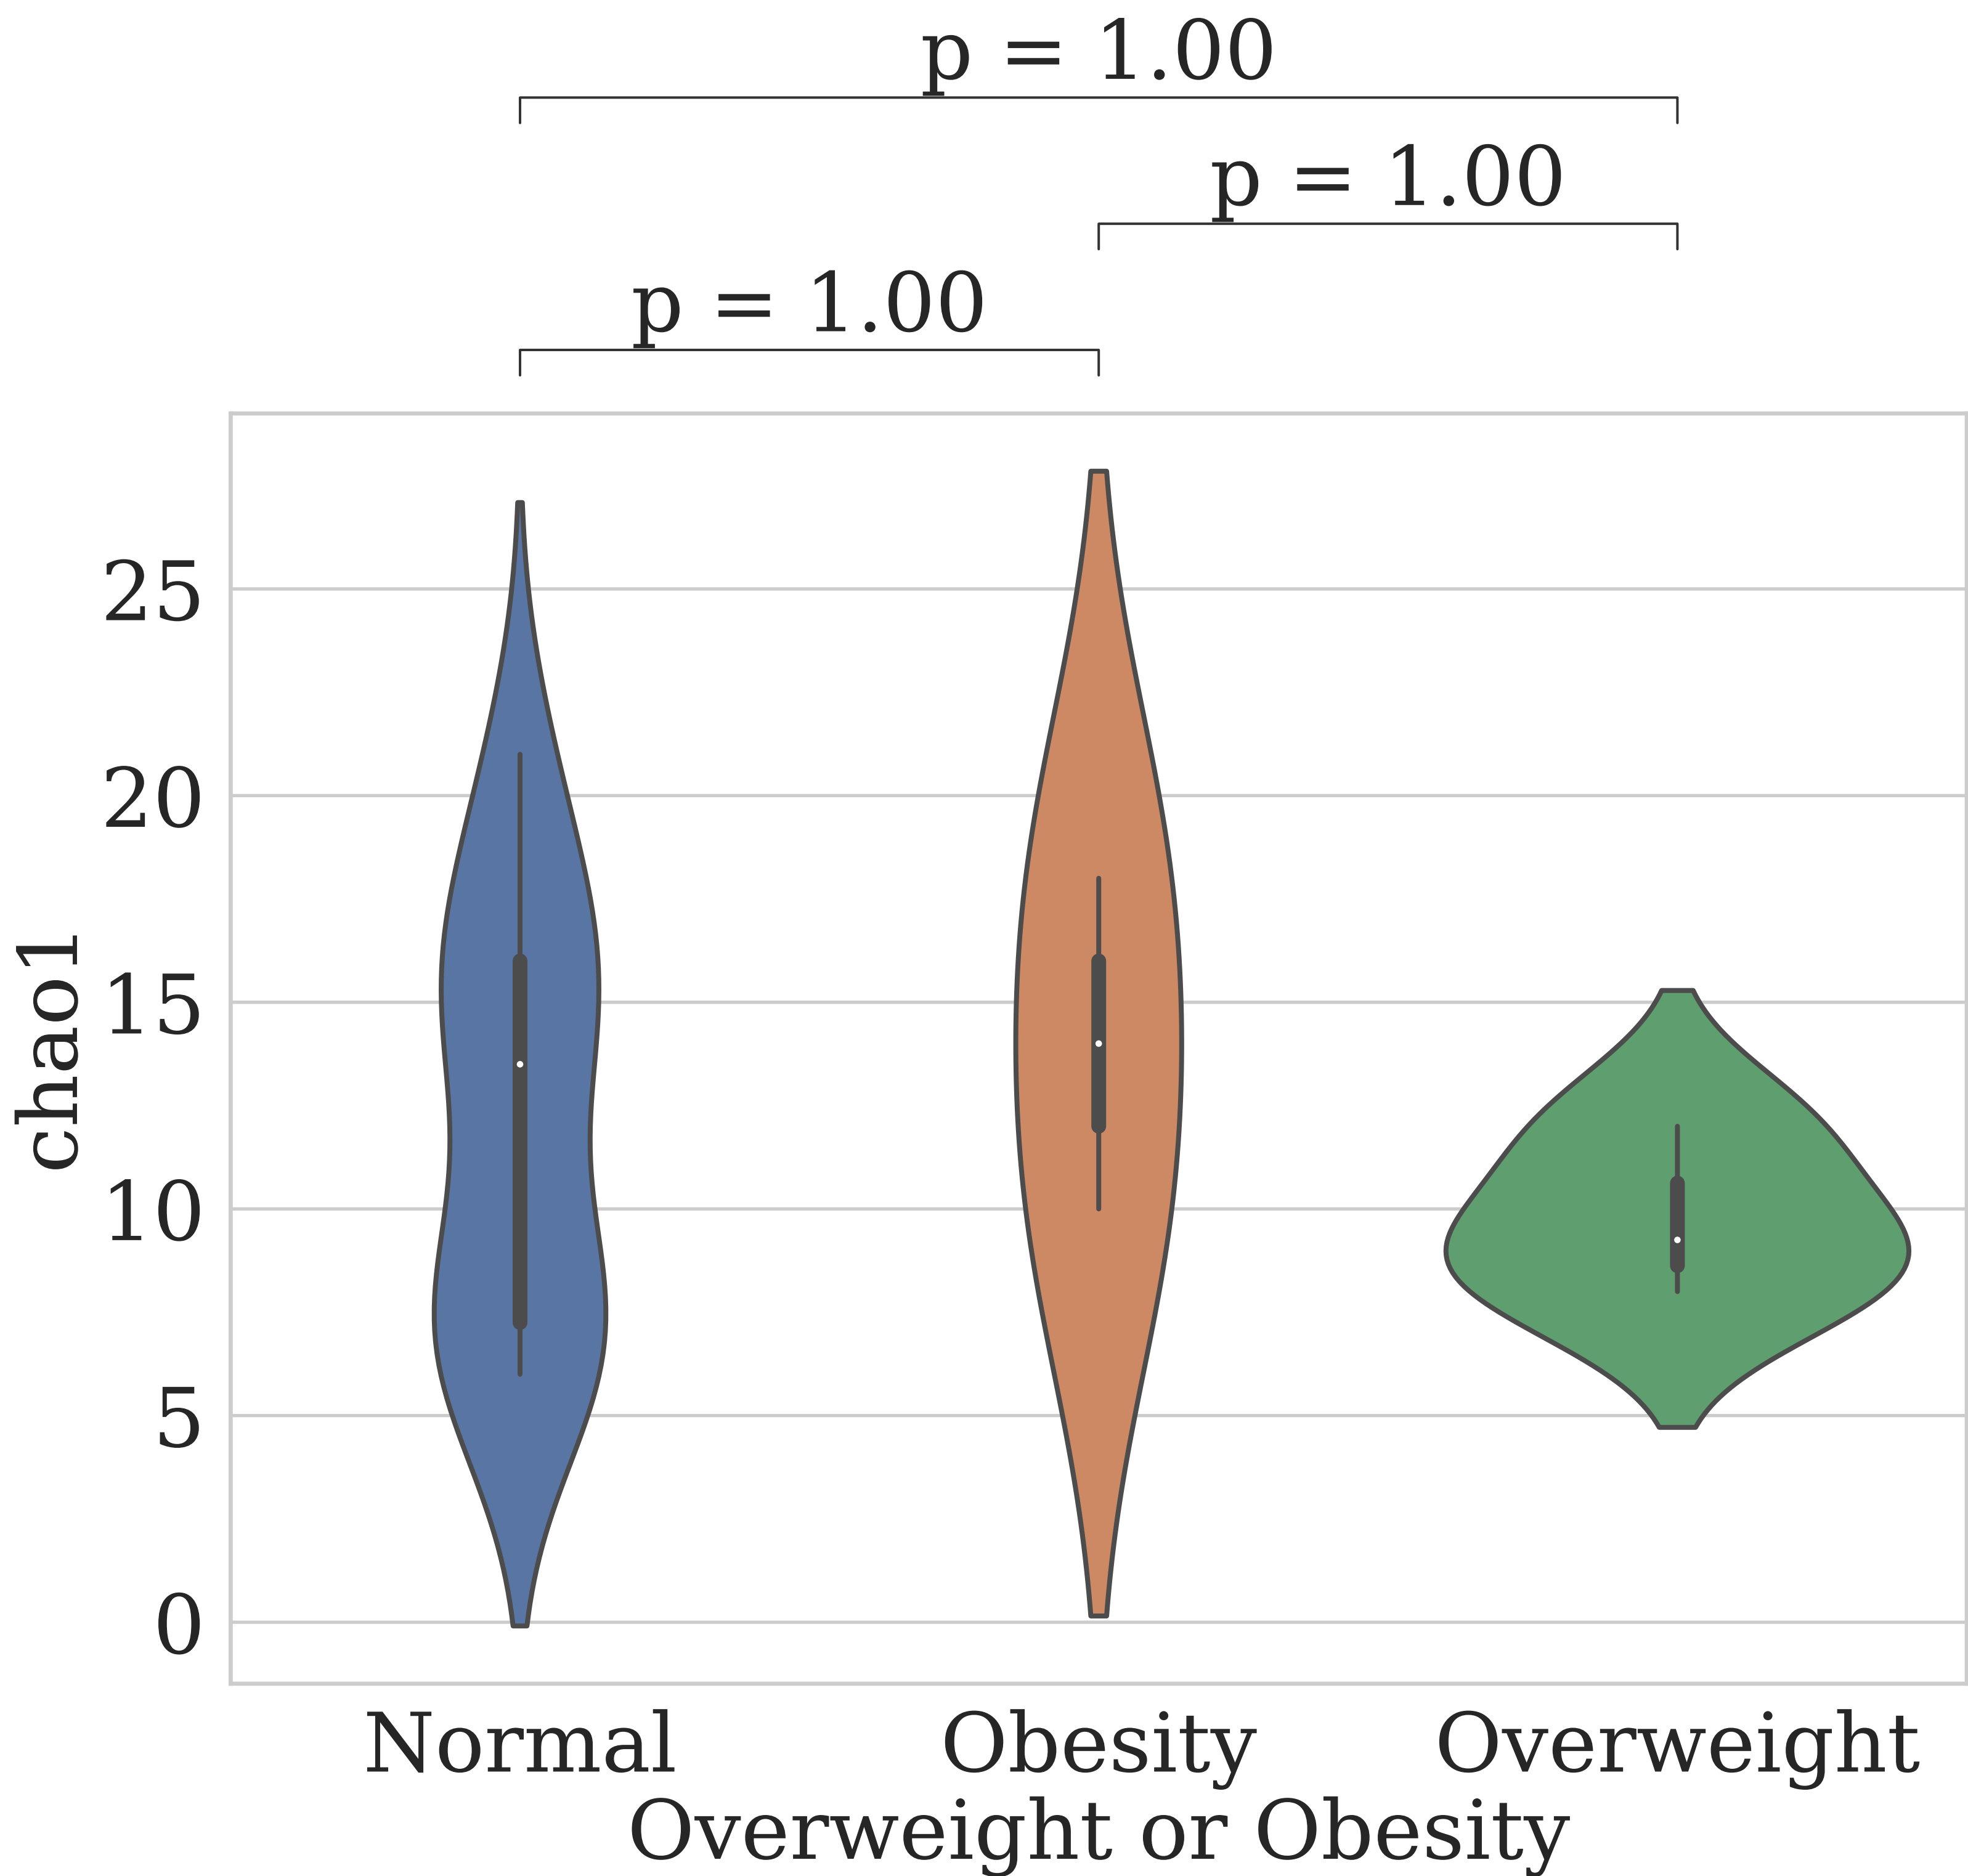 p = 1.00
p = 1.00
p = 1.00
25
20
15
10
5
0
chao1
Normal Obesity Overweight
Overweight or Obesity